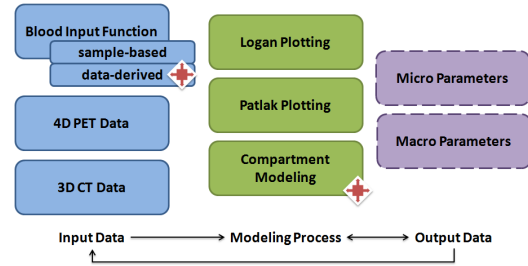 Blood Input Function
sample-based
data-derived
4D PET Data
3D CT Data
Logan Plotting
Patlak Plotting
Compartment
Modeling
Micro Parameters
Macro Parameters
Input Data
Modeling Process
Output Data